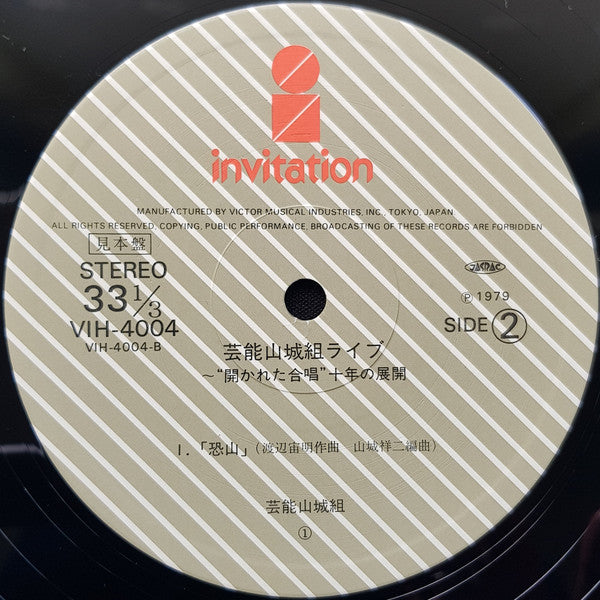 invitation
MANUFACTURED BY VICTOR MUSICAL INDUSTRIES, INC., TOKYO, JAPAN
ALL RIGHTS RESERVED, COPYING, PUBLIC PERFORMANCE, BROADCASTING OF THESE RECORDS ARE FORBIDDEN
見本盤
STEREO
33 1/3
VIH-4004
VIH-4004-B
JASRAC
Ⓟ 1979
SIDE ②
芸能山城組ライブ
〜“開かれた合唱”十年の展開
1.「恐山」(渡辺宙明作曲 山城祥二編曲)
芸能山城組
①